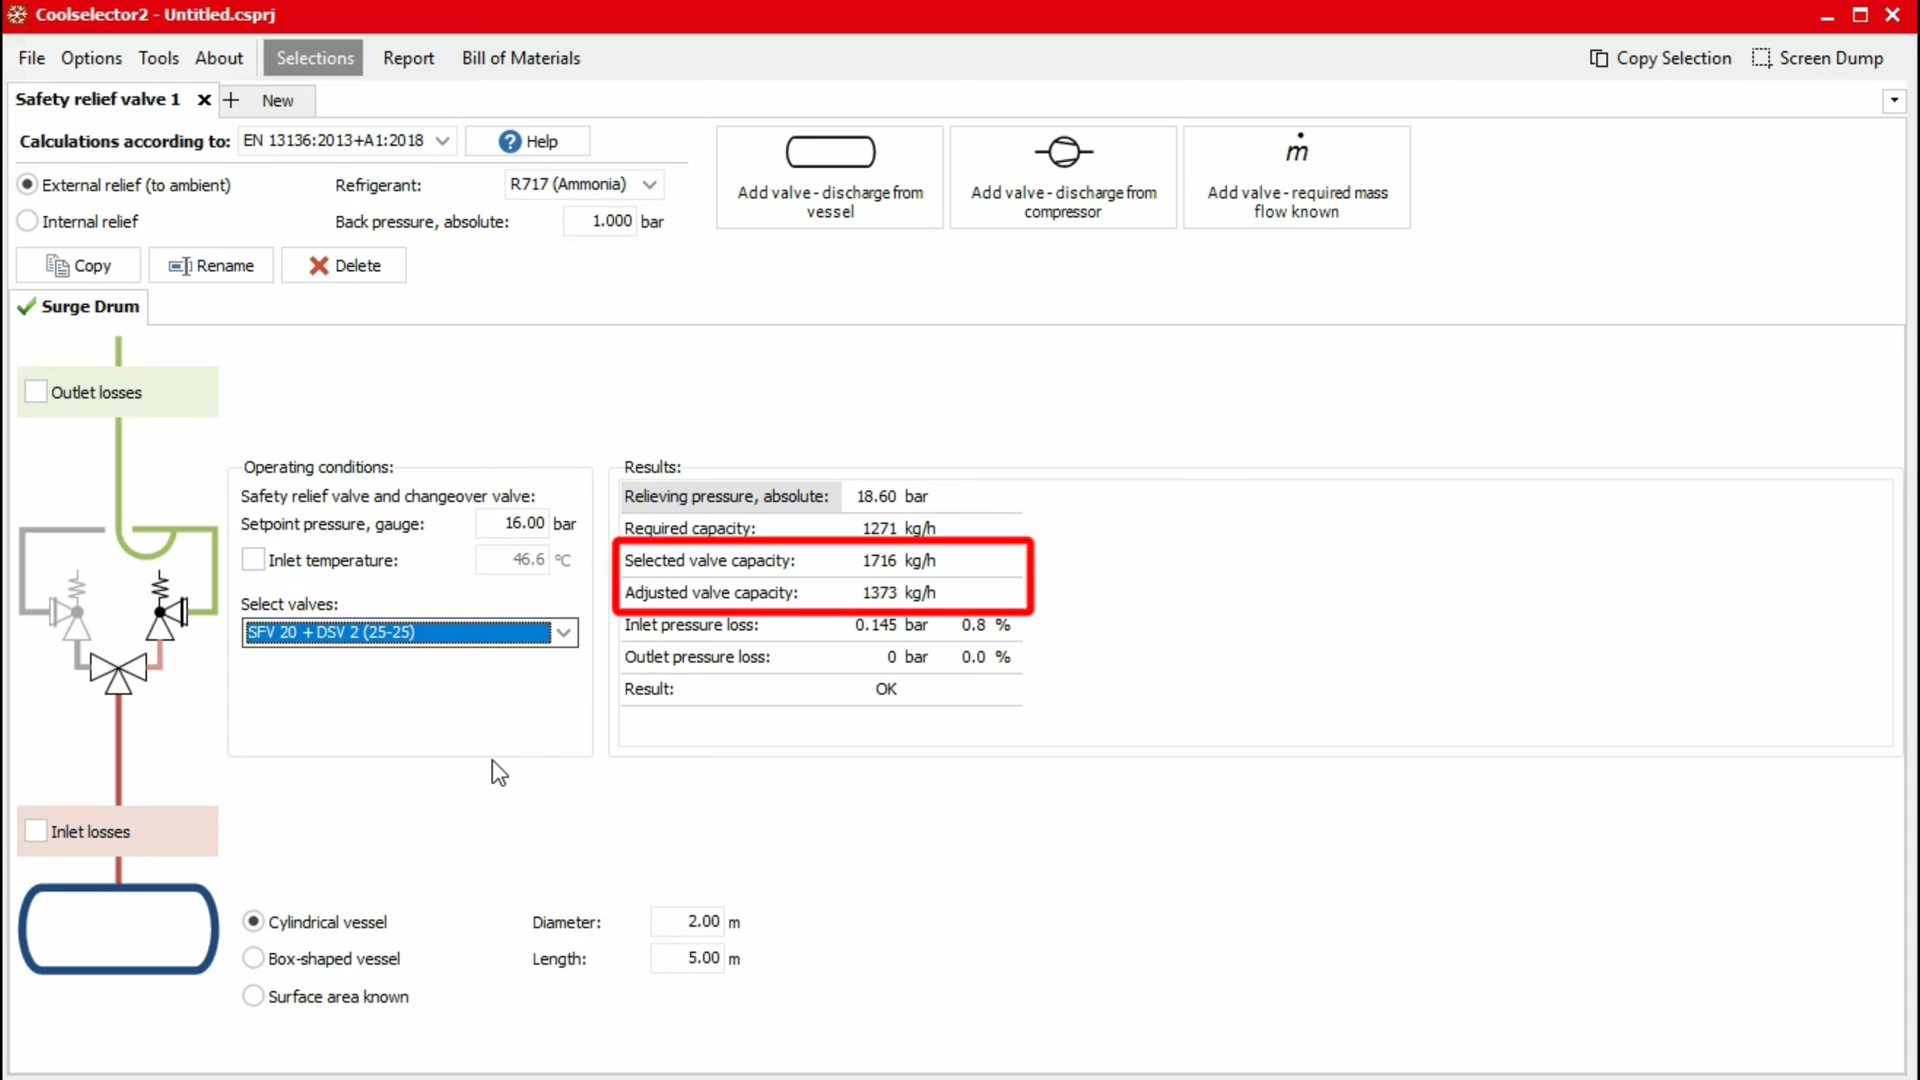 Coolselector2 - Untitled.csprj
File Options Tools About Selections Report Bill of Materials Copy Selection Screen Dump
Safety relief valve 1 New
Calculations according to: EN 13136:2013+A1:2018 Help
External relief (to ambient) Refrigerant: R717 (Ammonia)
Internal relief Back pressure, absolute: 1.000 bar
Add valve - discharge from vessel
Add valve - discharge from compressor
ṁ
Add valve - required mass flow known
Copy Rename Delete
Surge Drum
Outlet losses
Operating conditions:
Safety relief valve and changeover valve:
Setpoint pressure, gauge: 16.00 bar
Inlet temperature: 46.6 °C
Select valves:
SFV 20 + DSV 2 (25-25)
Results:
Relieving pressure, absolute: 18.60 bar
Required capacity: 1271 kg/h
Selected valve capacity: 1716 kg/h
Adjusted valve capacity: 1373 kg/h
Inlet pressure loss: 0.145 bar 0.8 %
Outlet pressure loss: 0 bar 0.0 %
Result: OK
Inlet losses
Cylindrical vessel Diameter: 2.00 m
Box-shaped vessel Length: 5.00 m
Surface area known